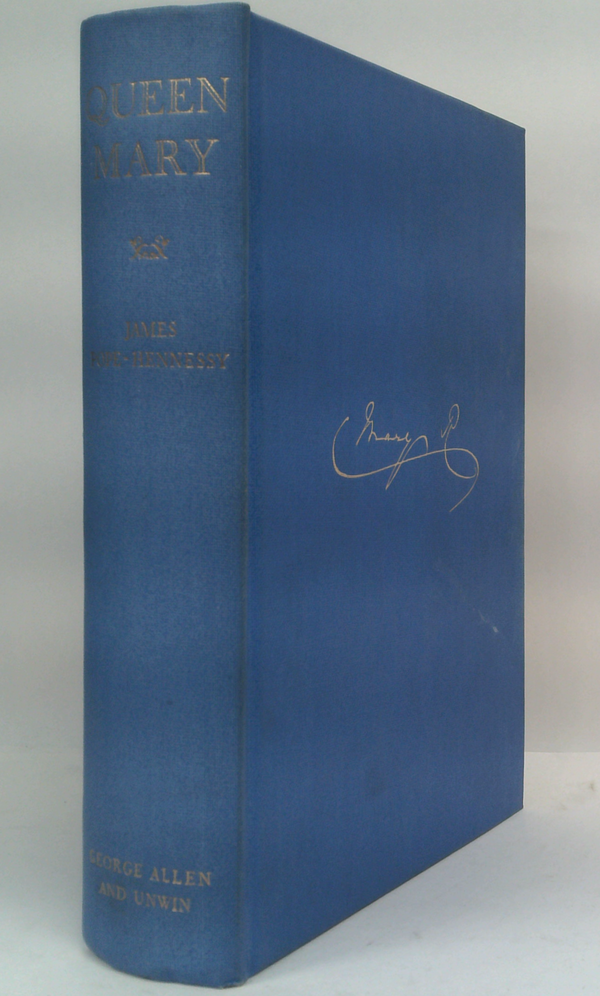 QUEEN
MARY
JAMES
POPE-HENNESSY
GEORGE ALLEN
AND UNWIN
Mary R